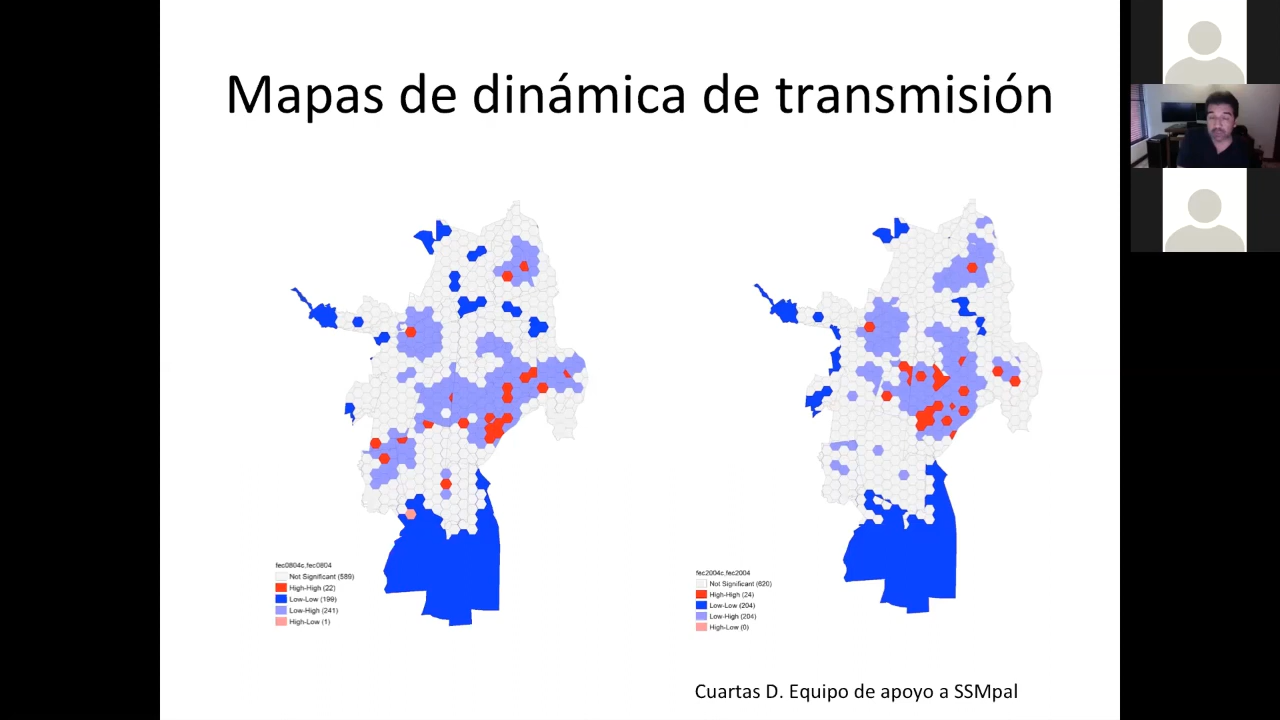 Mapas de dinámica de transmisión
fec0804c,fec0804
Not Significant (589)
High-High (22)
Low-Low (199)
Low-High (241)
High-Low (1)
fec2004c,fec2004
Not Significant (620)
High-High (24)
Low-Low (204)
Low-High (204)
High-Low (0)
Cuartas D. Equipo de apoyo a SSMpal